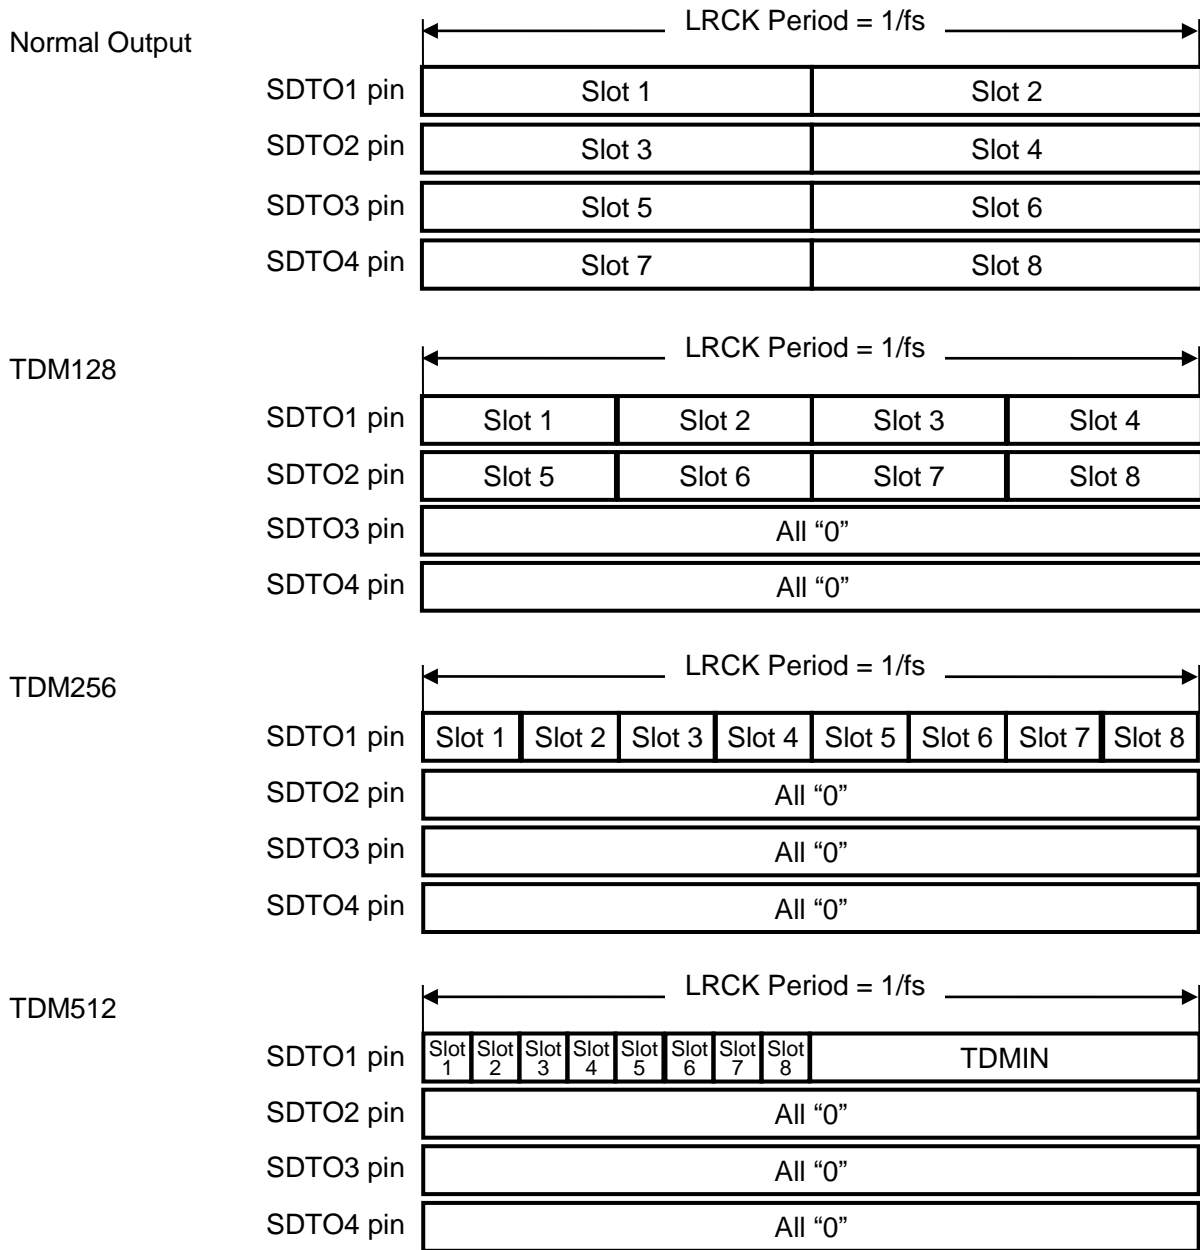 Normal Output
LRCK Period = 1/fs
SDTO1 pin Slot 1 Slot 2
SDTO2 pin Slot 3 Slot 4
SDTO3 pin Slot 5 Slot 6
SDTO4 pin Slot 7 Slot 8
TDM128
LRCK Period = 1/fs
SDTO1 pin Slot 1 Slot 2 Slot 3 Slot 4
SDTO2 pin Slot 5 Slot 6 Slot 7 Slot 8
SDTO3 pin All “0”
SDTO4 pin All “0”
TDM256
LRCK Period = 1/fs
SDTO1 pin Slot 1 Slot 2 Slot 3 Slot 4 Slot 5 Slot 6 Slot 7 Slot 8
SDTO2 pin All “0”
SDTO3 pin All “0”
SDTO4 pin All “0”
TDM512
LRCK Period = 1/fs
SDTO1 pin Slot 1 Slot 2 Slot 3 Slot 4 Slot 5 Slot 6 Slot 7 Slot 8 TDMIN
SDTO2 pin All “0”
SDTO3 pin All “0”
SDTO4 pin All “0”